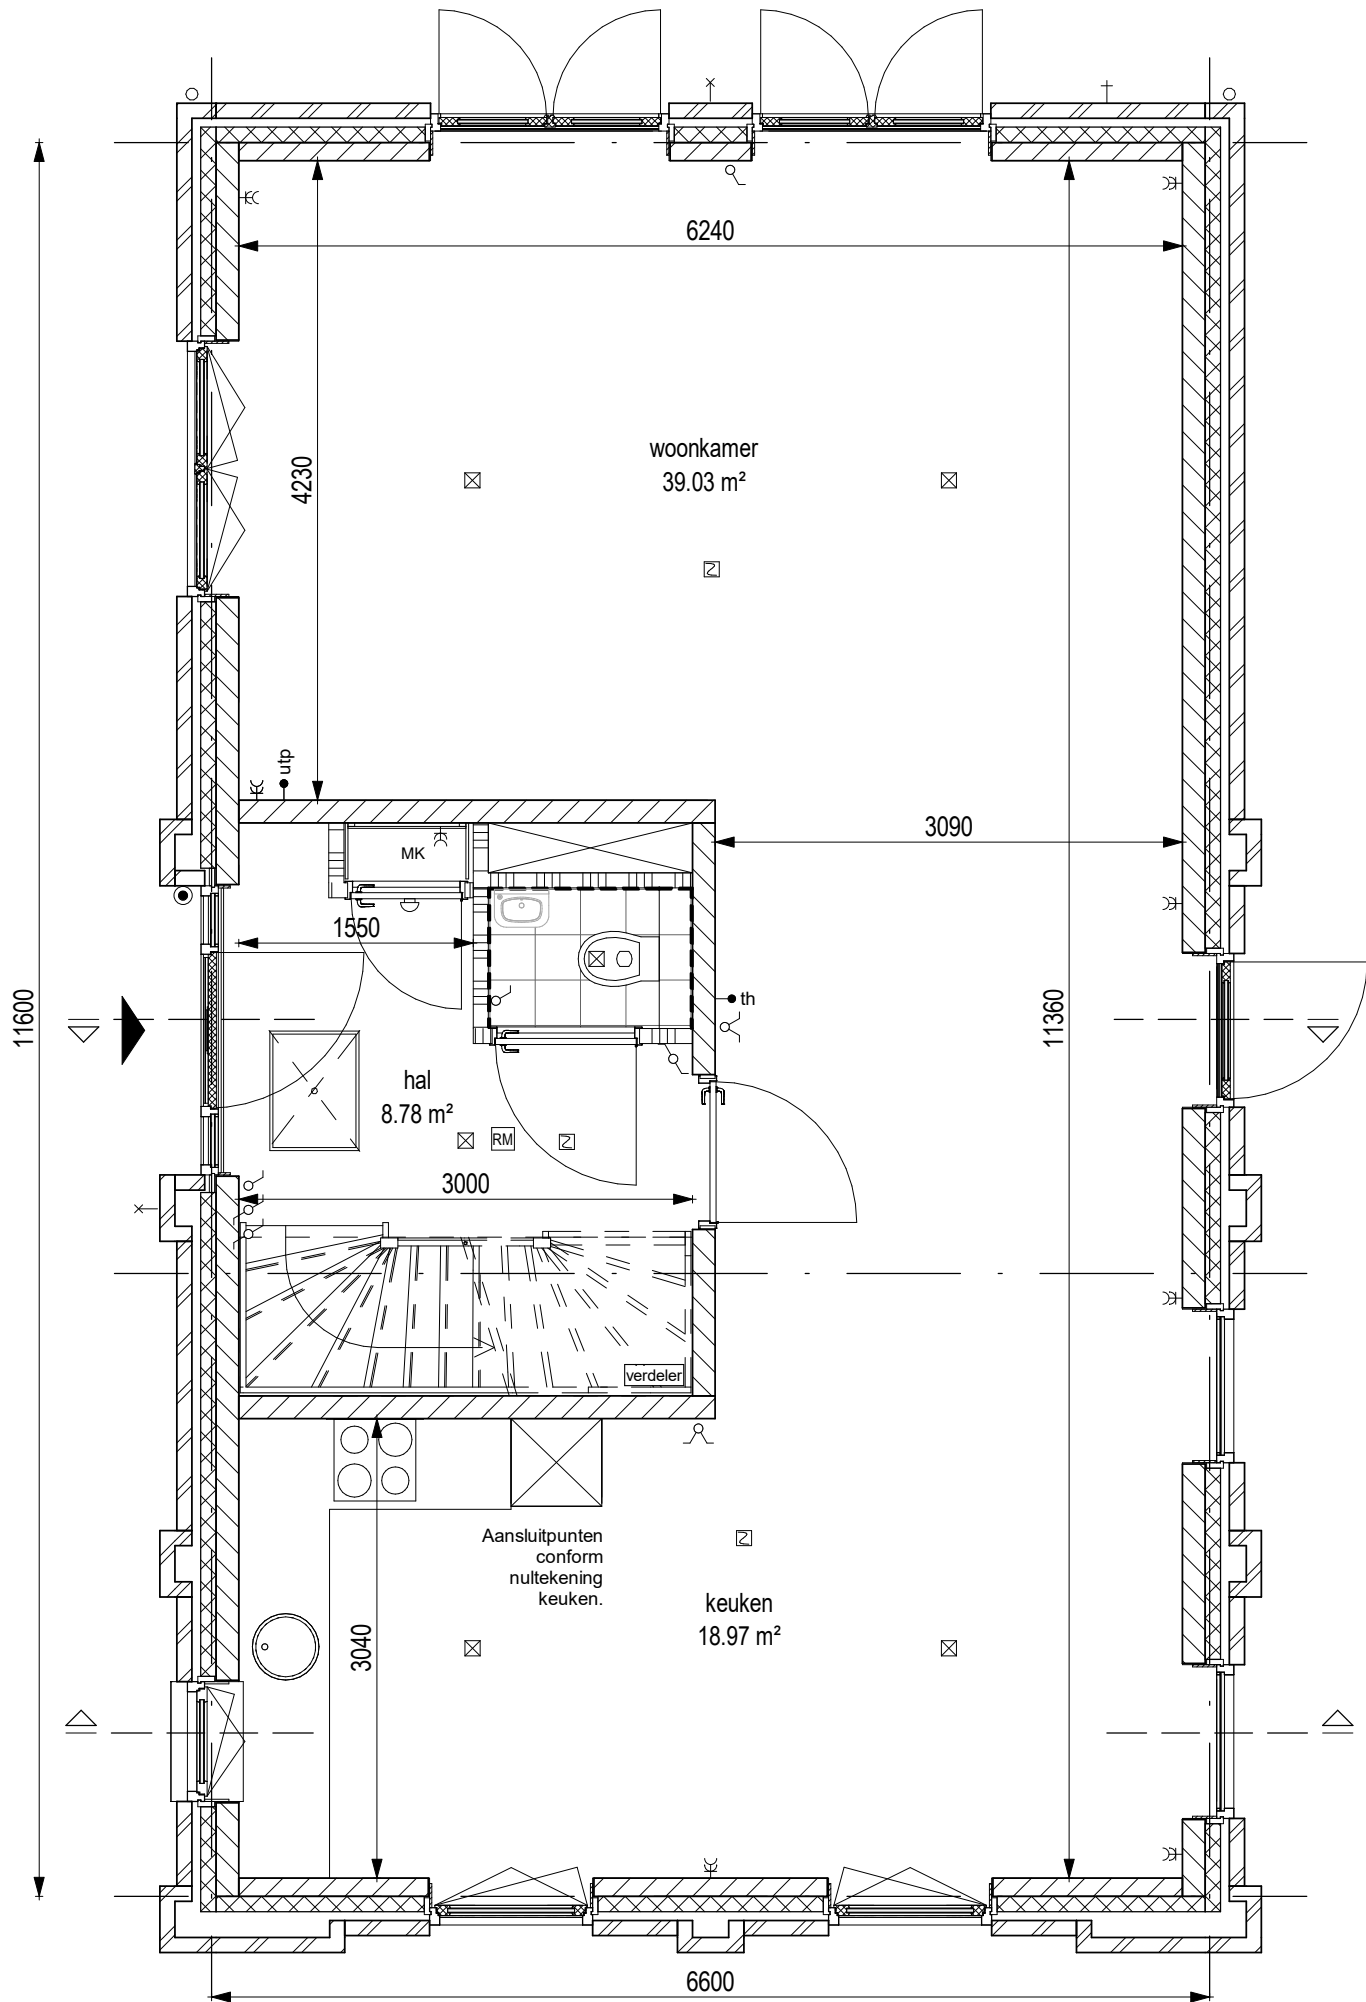 6240
woonkamer
39.03 m²
4230
utp
3090
MK
1550
th
11600
11360
hal
8.78 m²
RM
3000
verdeler
Aansluitpunten
conform
nultekening
keuken.
keuken
18.97 m²
3040
6600